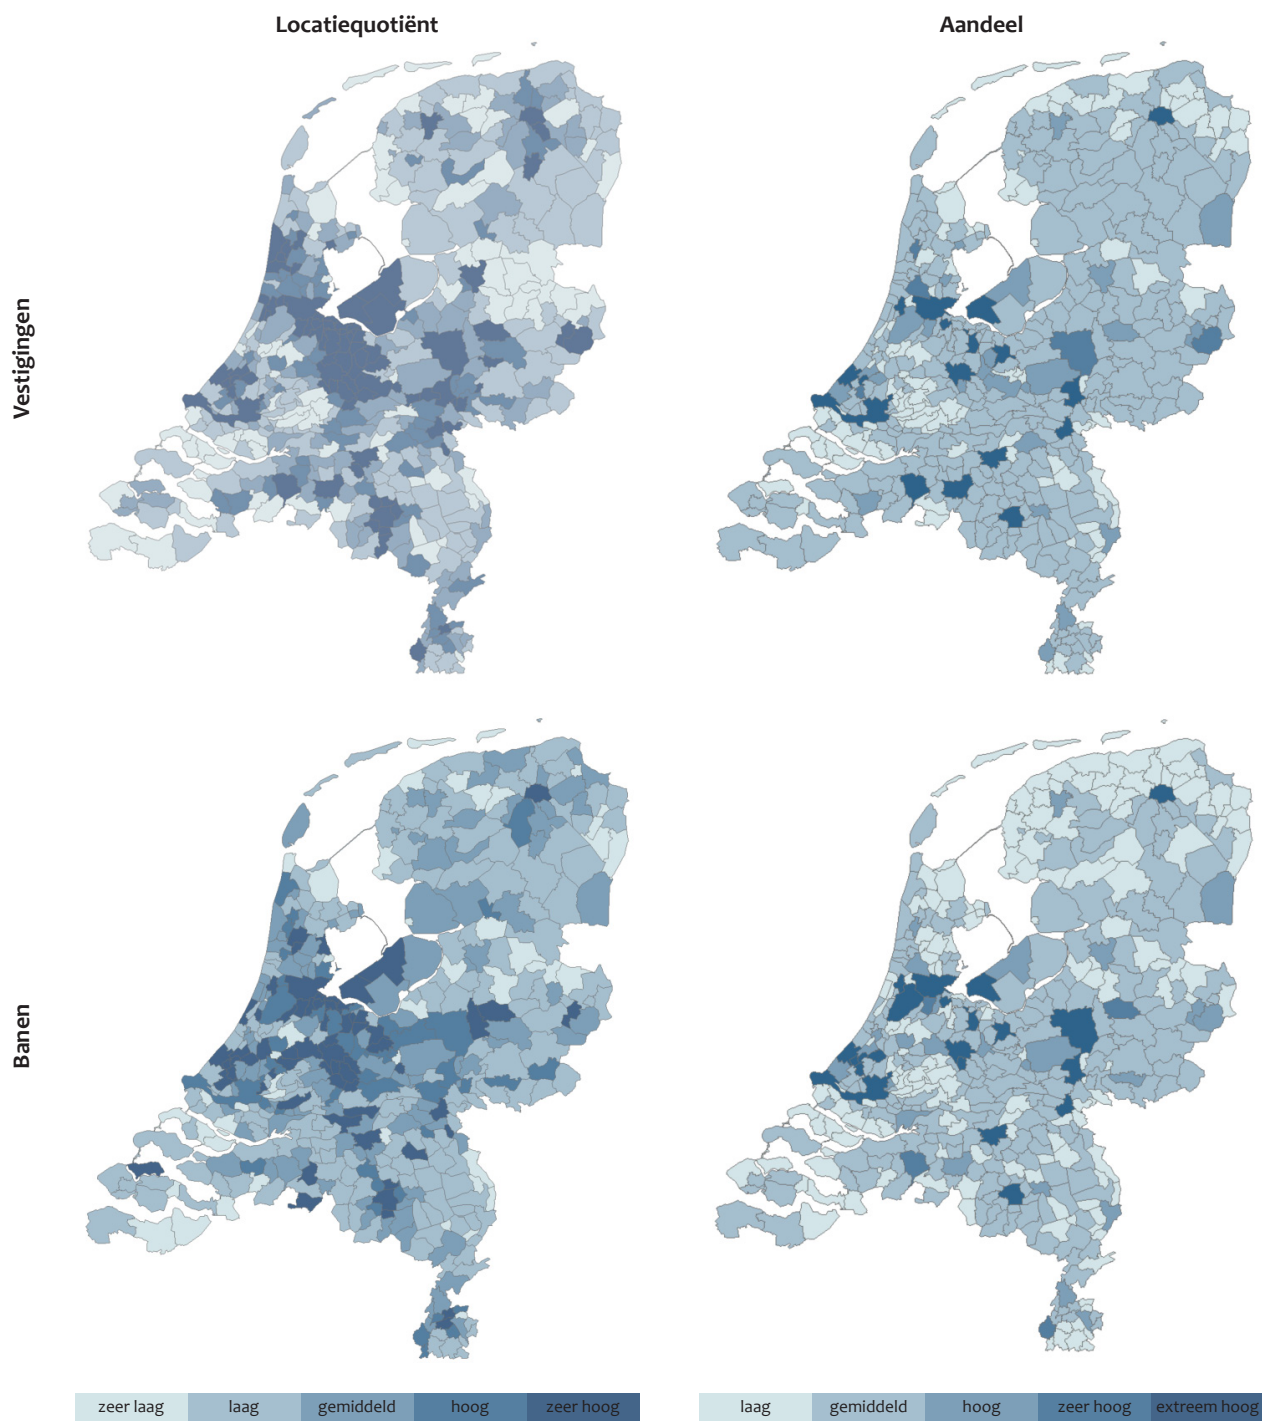 Locatiequotiënt
Aandeel
Vestigingen
Banen
zeer laag laag gemiddeld hoog zeer hoog
laag gemiddeld hoog zeer hoog extreem hoog